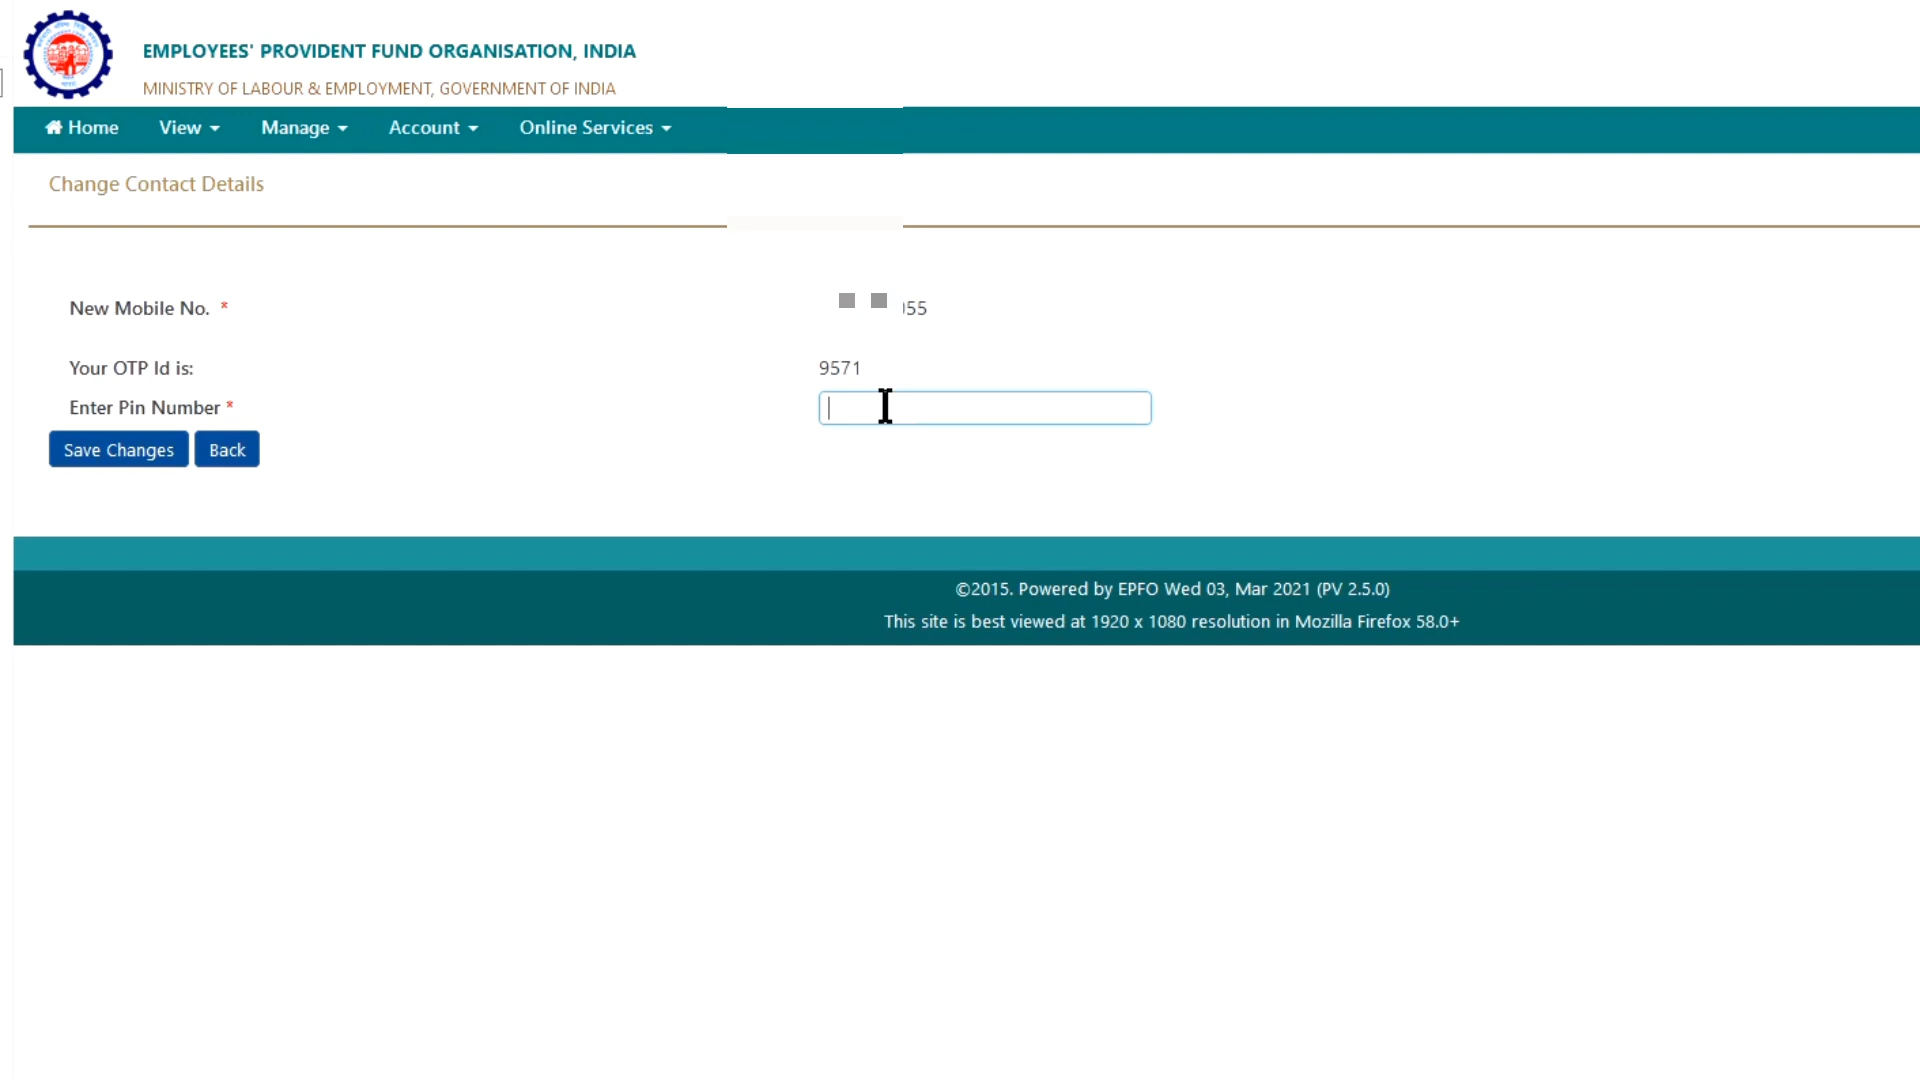 EMPLOYEES' PROVIDENT FUND ORGANISATION, INDIA
MINISTRY OF LABOUR & EMPLOYMENT, GOVERNMENT OF INDIA
Home View Manage Account Online Services
Change Contact Details
New Mobile No. * 55
Your OTP Id is: 9571
Enter Pin Number *
Save Changes Back
©2015. Powered by EPFO Wed 03, Mar 2021 (PV 2.5.0)
This site is best viewed at 1920 x 1080 resolution in Mozilla Firefox 58.0+